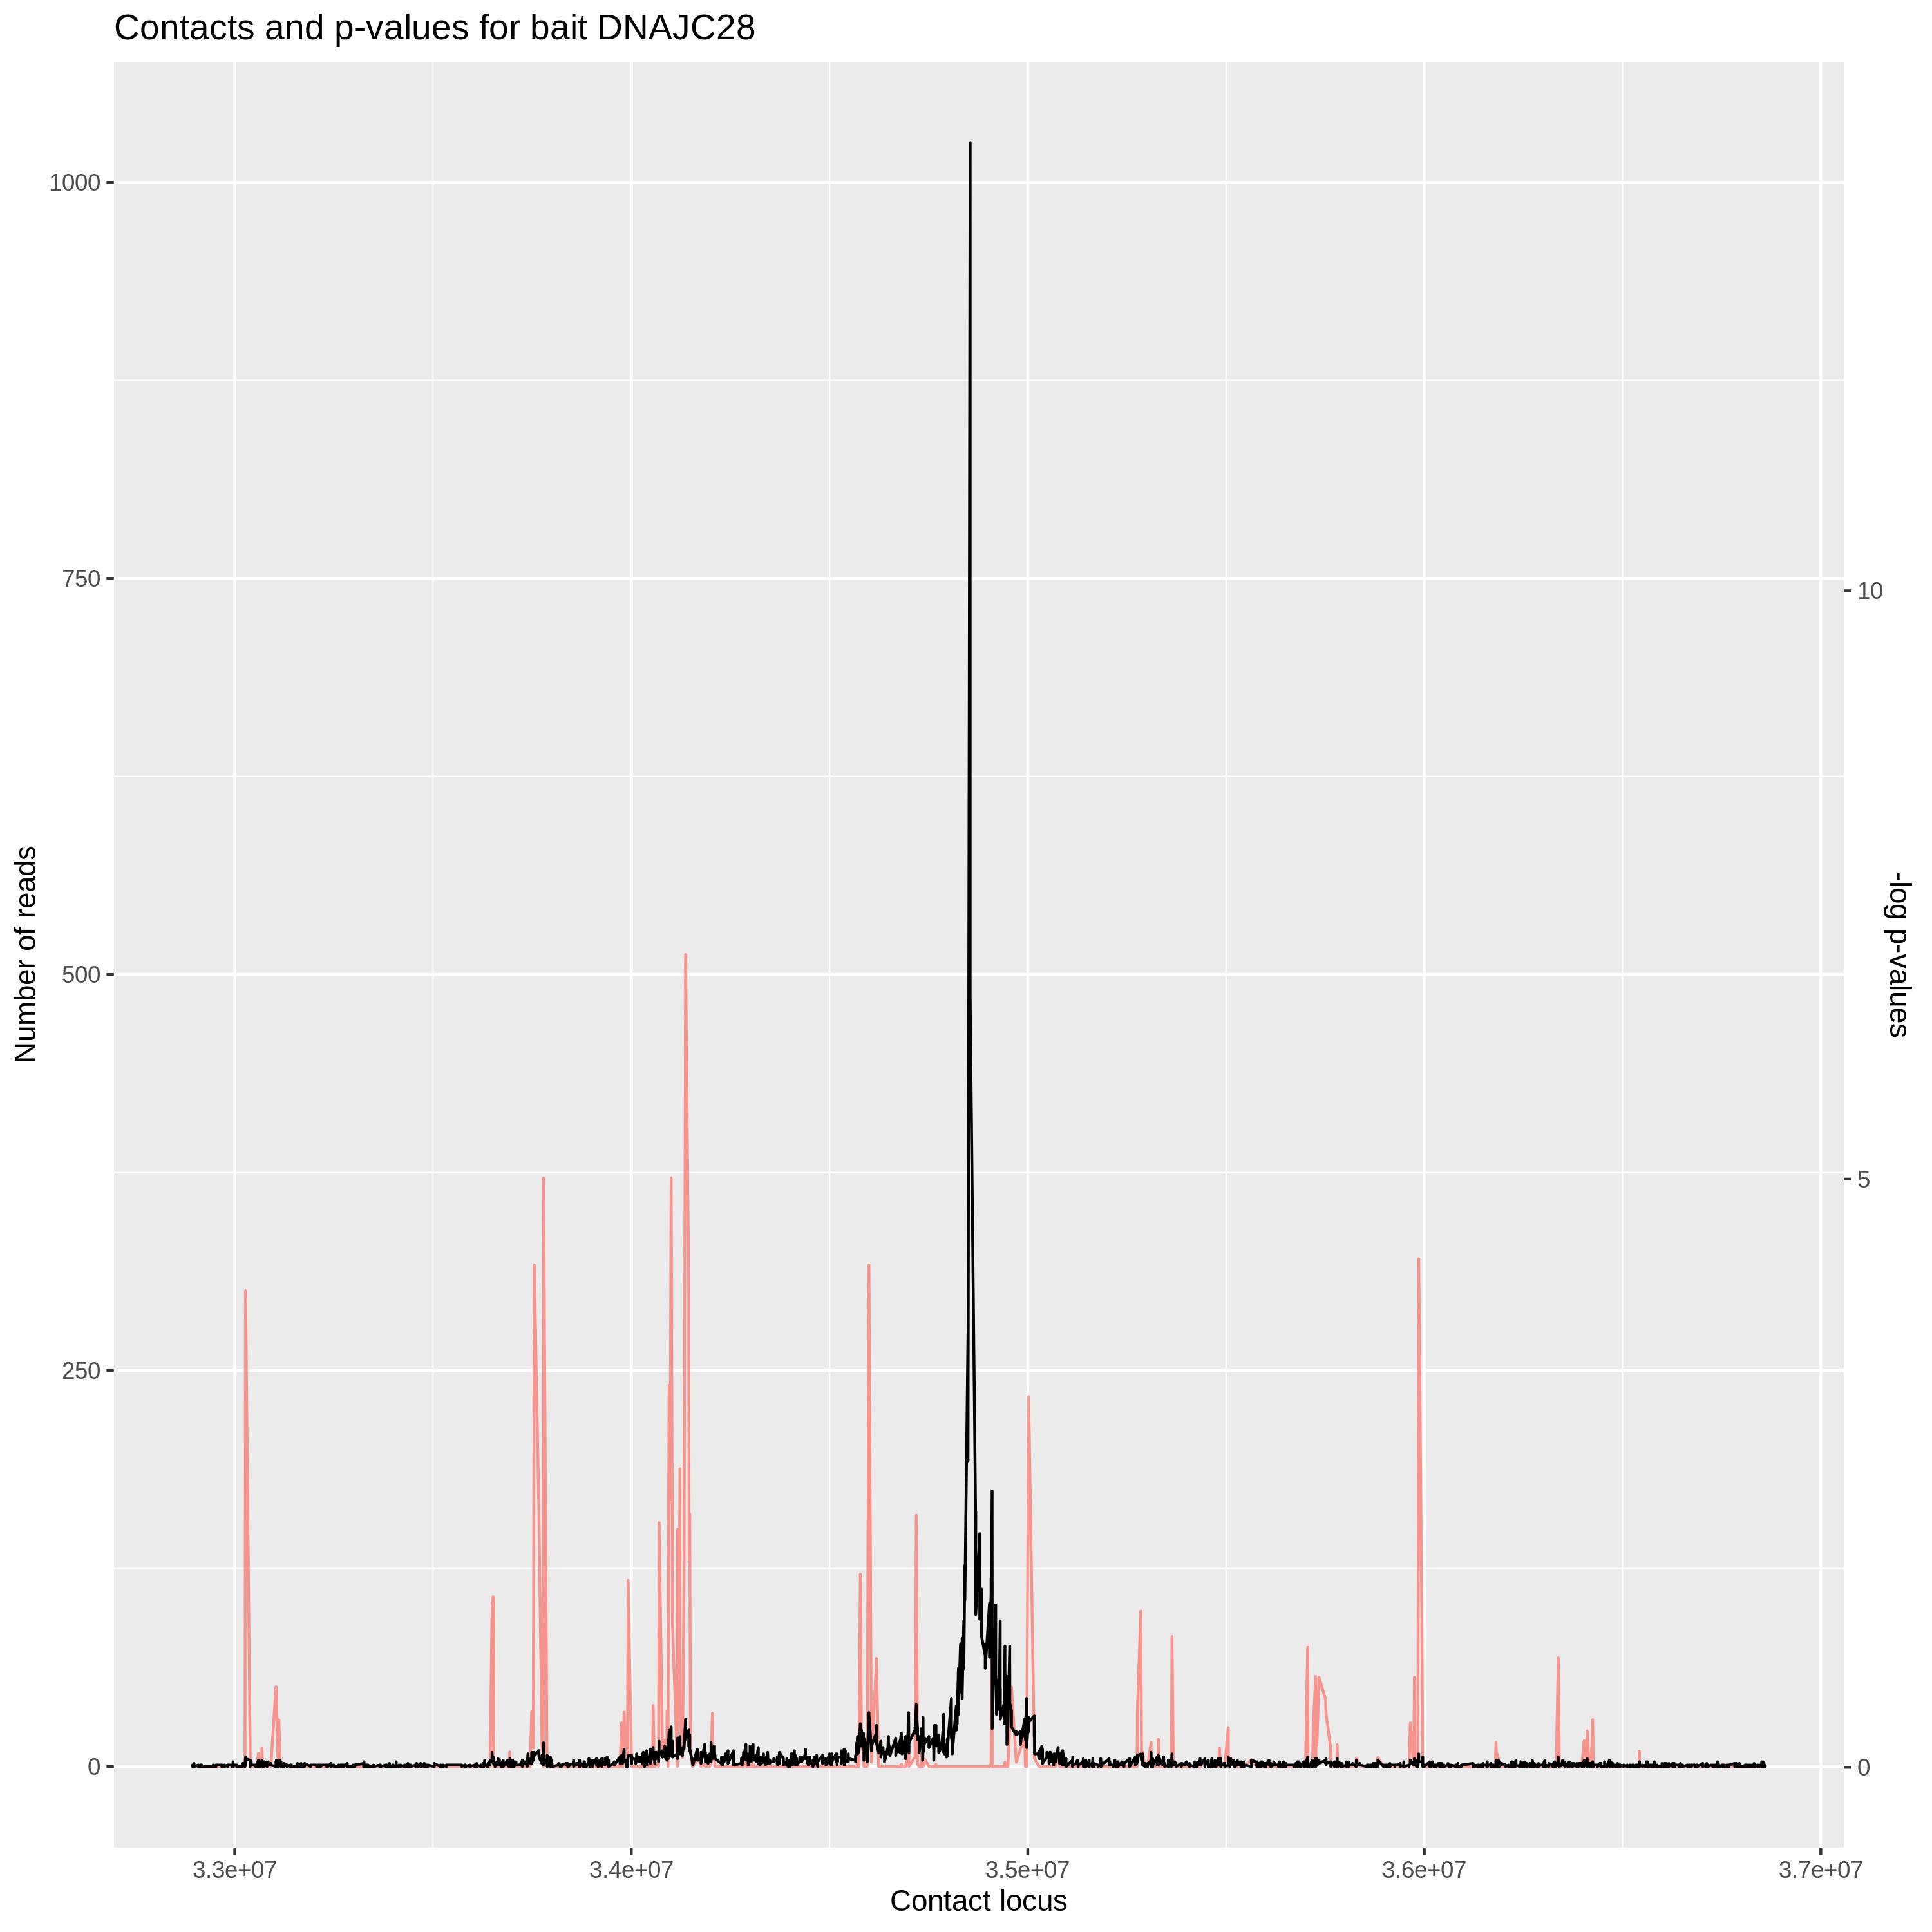 Contacts and p-values for bait DNAJC28
1000
750
500
250
0
Number of reads
10
5
0
-log p-values
3.3e+07
3.4e+07
3.5e+07
3.6e+07
3.7e+07
Contact locus